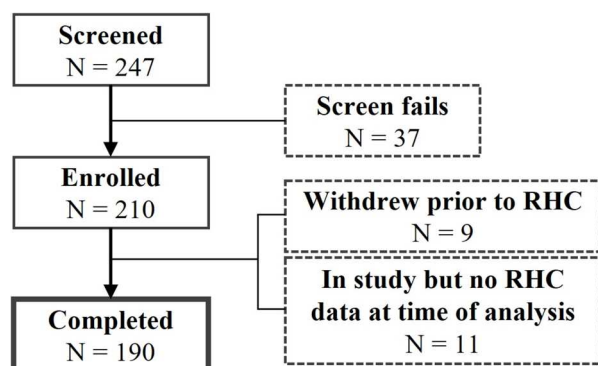 Screened
N = 247
Screen fails
N = 37
Enrolled
N = 210
Withdrew prior to RHC
N = 9
In study but no RHC
data at time of analysis
N = 11
Completed
N = 190